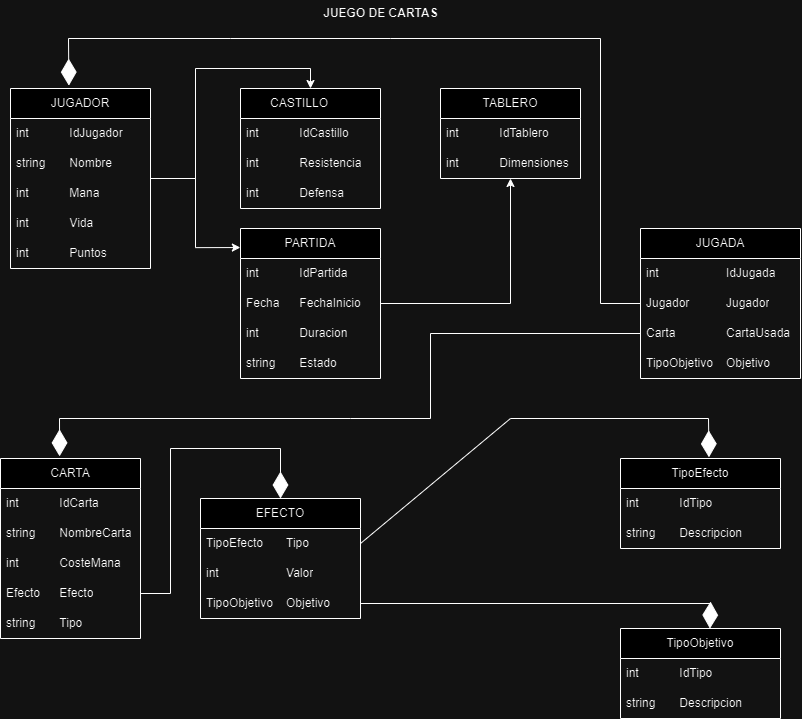 JUEGO DE CARTAS
JUGADOR
int IdJugador
string Nombre
int Mana
int Vida
int Puntos
CASTILLO
int IdCastillo
int Resistencia
int Defensa
TABLERO
int IdTablero
int Dimensiones
PARTIDA
int IdPartida
Fecha FechaInicio
int Duracion
string Estado
JUGADA
int IdJugada
Jugador Jugador
Carta CartaUsada
TipoObjetivo Objetivo
CARTA
int IdCarta
string NombreCarta
int CosteMana
Efecto Efecto
string Tipo
EFECTO
TipoEfecto Tipo
int Valor
TipoObjetivo Objetivo
TipoEfecto
int IdTipo
string Descripcion
TipoObjetivo
int IdTipo
string Descripcion